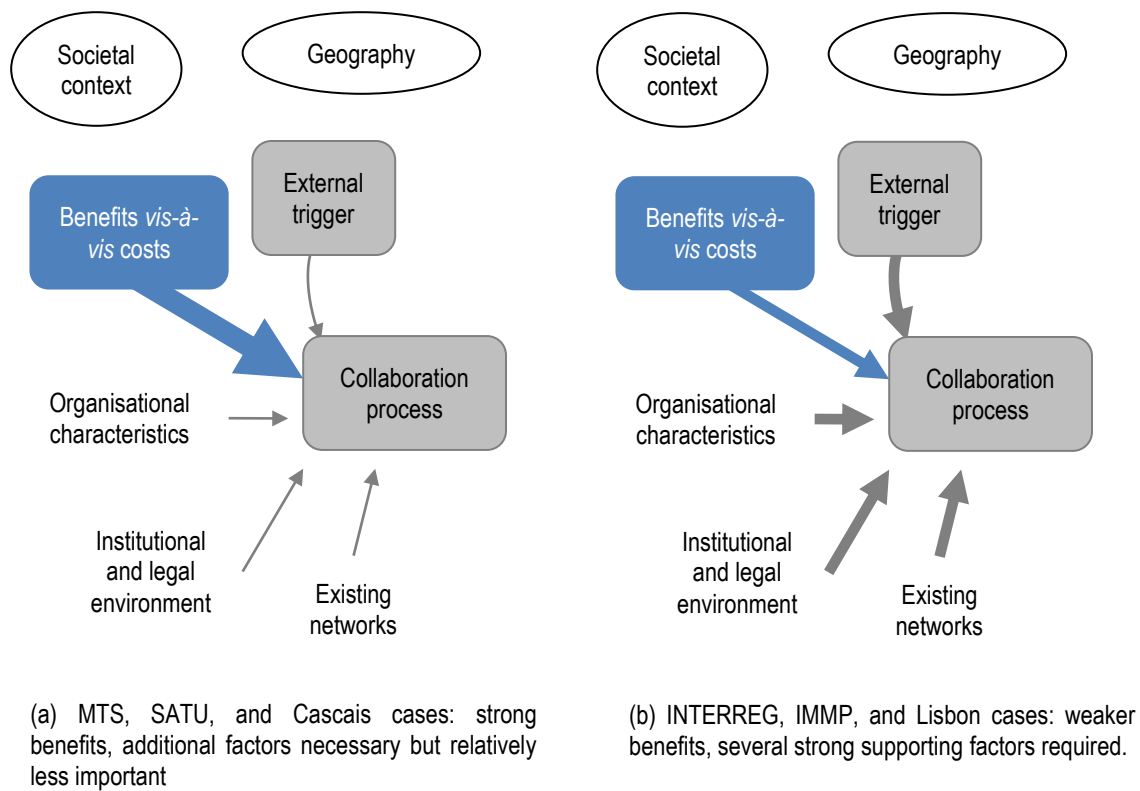 Societal
context
Geography
External
trigger
Benefits vis-à-
vis costs
Collaboration
process
Organisational
characteristics
Institutional
and legal
environment
Existing
networks
(a) MTS, SATU, and Cascais cases: strong
benefits, additional factors necessary but relatively
less important
Societal
context
Geography
External
trigger
Benefits vis-à-
vis costs
Collaboration
process
Organisational
characteristics
Institutional
and legal
environment
Existing
networks
(b) INTERREG, IMMP, and Lisbon cases: weaker
benefits, several strong supporting factors required.